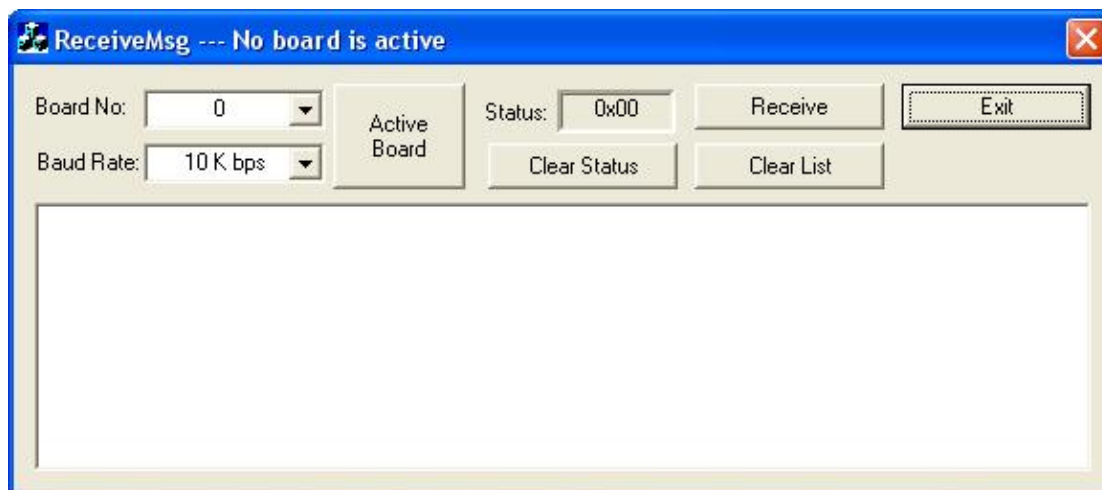 ReceiveMsg --- No board is active
Board No: 0
Active Board
Status: 0x00
Receive
Exit
Baud Rate: 10 K bps
Clear Status
Clear List